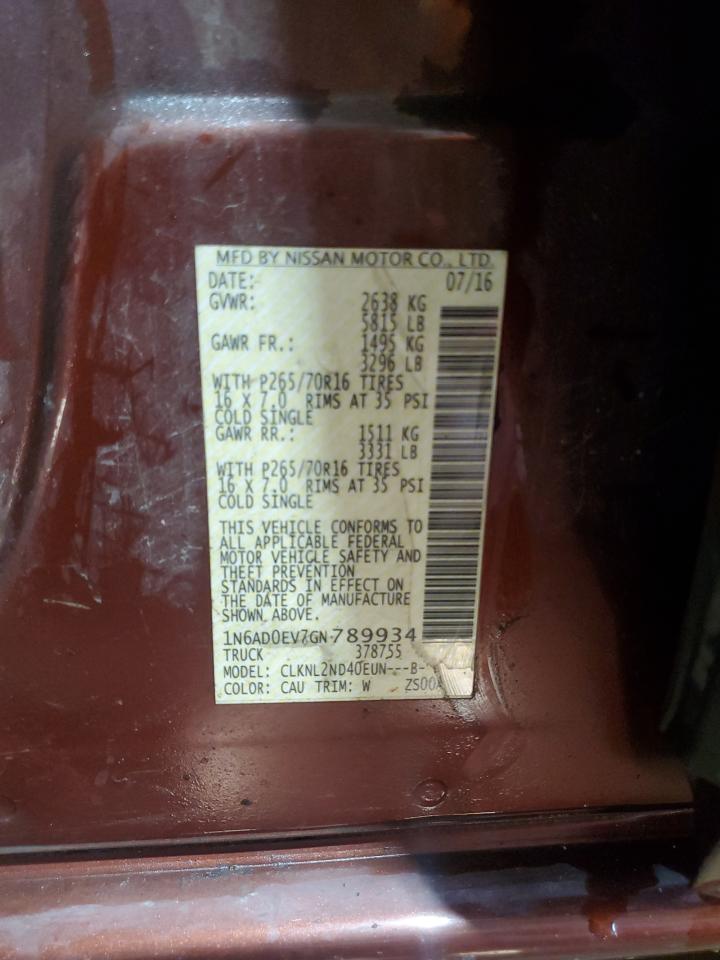 MFD BY NISSAN MOTOR CO., LTD.
DATE: 07/16
GVWR: 2638 KG
5815 LB
GAWR FR.: 1495 KG
3296 LB
WITH P265/70R16 TIRES
16 X 7.0 RIMS AT 35 PSI
COLD SINGLE
GAWR RR.: 1511 KG
3331 LB
WITH P265/70R16 TIRES
16 X 7.0 RIMS AT 35 PSI
COLD SINGLE
THIS VEHICLE CONFORMS TO
ALL APPLICABLE FEDERAL
MOTOR VEHICLE SAFETY AND
THEFT PREVENTION
STANDARDS IN EFFECT ON
THE DATE OF MANUFACTURE
SHOWN ABOVE.
1N6AD0EV7GN789934
TRUCK 378755
MODEL: CLKNL2ND40EUN---B-
COLOR: CAU TRIM: W